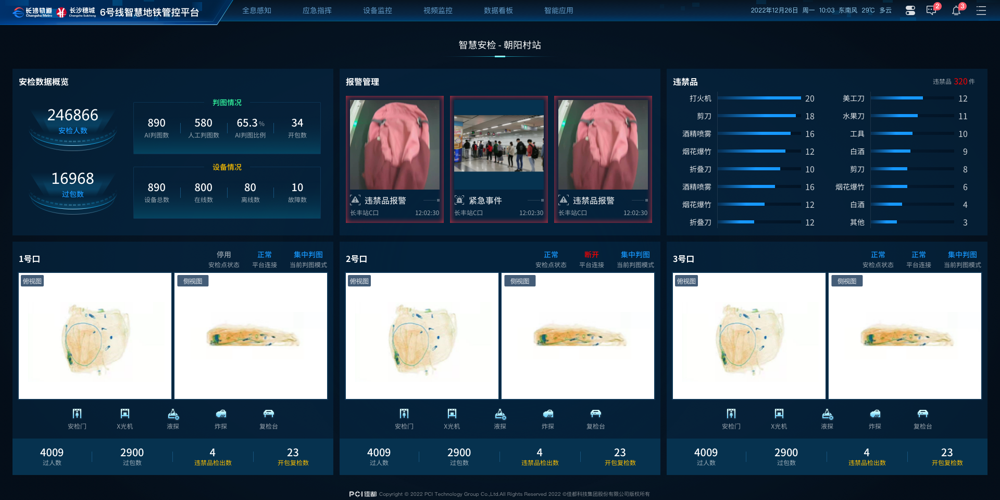 长沙轨道 Changsha Metro 长沙穗城 Changsha Suicheng 6号线智慧地铁管控平台 全息感知 应急指挥 设备监控 视频监控 数据看板 智能应用 2022年12月26日 周一 10:03 东南风 29℃ 多云 2 3
智慧安检 - 朝阳村站
安检数据概览
246866
安检人数
16968
过包数
判图情况
890 580 65.3% 34
AI判图数 人工判图数 AI判图比例 开包数
设备情况
890 800 80 10
设备总数 在线数 离线数 故障数
报警管理
违禁品报警
长丰站C口 12:02:30
紧急事件
长丰站C口 12:02:30
违禁品报警
长丰站C口 12:02:30
违禁品 违禁品 320 件
打火机 20 美工刀 12
剪刀 18 水果刀 11
酒精喷雾 16 工具 10
烟花爆竹 12 白酒 9
折叠刀 10 剪刀 8
酒精喷雾 16 烟花爆竹 6
烟花爆竹 12 白酒 4
折叠刀 12 其他 3
1号口
停用 正常 集中判图
安检点状态 平台连接 当前判图模式
俯视图 侧视图
安检门 X光机 液探 炸探 复检台
4009 2900 4 23
过人数 过包数 违禁品检出数 开包复检数
2号口
正常 断开 集中判图
安检点状态 平台连接 当前判图模式
俯视图 侧视图
安检门 X光机 液探 炸探 复检台
4009 2900 4 23
过人数 过包数 违禁品检出数 开包复检数
3号口
正常 正常 集中判图
安检点状态 平台连接 当前判图模式
俯视图 侧视图
安检门 X光机 液探 炸探 复检台
4009 2900 4 23
过人数 过包数 违禁品检出数 开包复检数
PCI 佳都 Copyright © 2022 PCI Technology Group Co.,Ltd.All Rights Reserved 2022 ©佳都科技集团股份有限公司版权所有